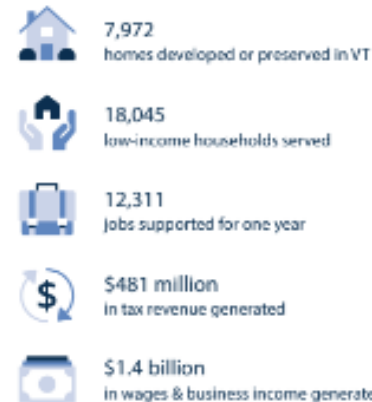 7,972
homes developed or preserved in VT
18,045
low-income households served
12,311
jobs supported for one year
$
$481 million
in tax revenue generated
$1.4 billion
in wages & business income generate